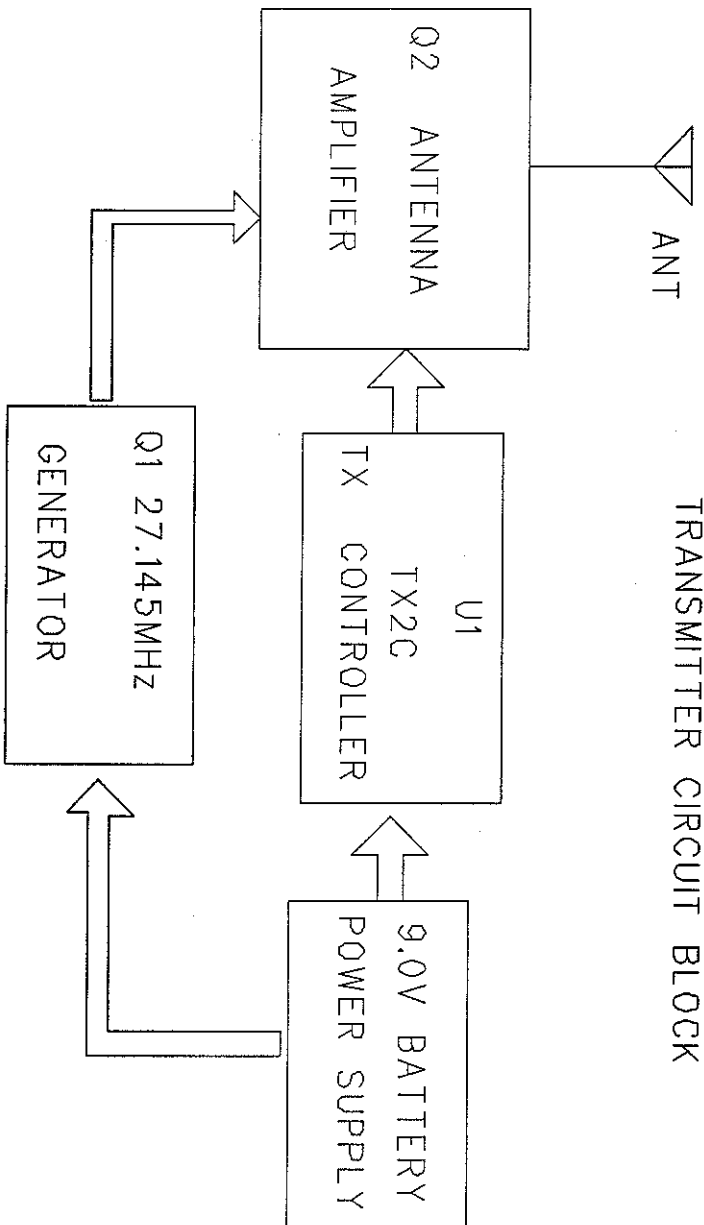 TRANSMITTER CIRCUIT BLOCK
ANT
Q2 ANTENNA
AMPLIFIER
U1
TX2C
TX CONTROLLER
9.0V BATTERY
POWER SUPPLY
Q1 27.145MHz
GENERATOR